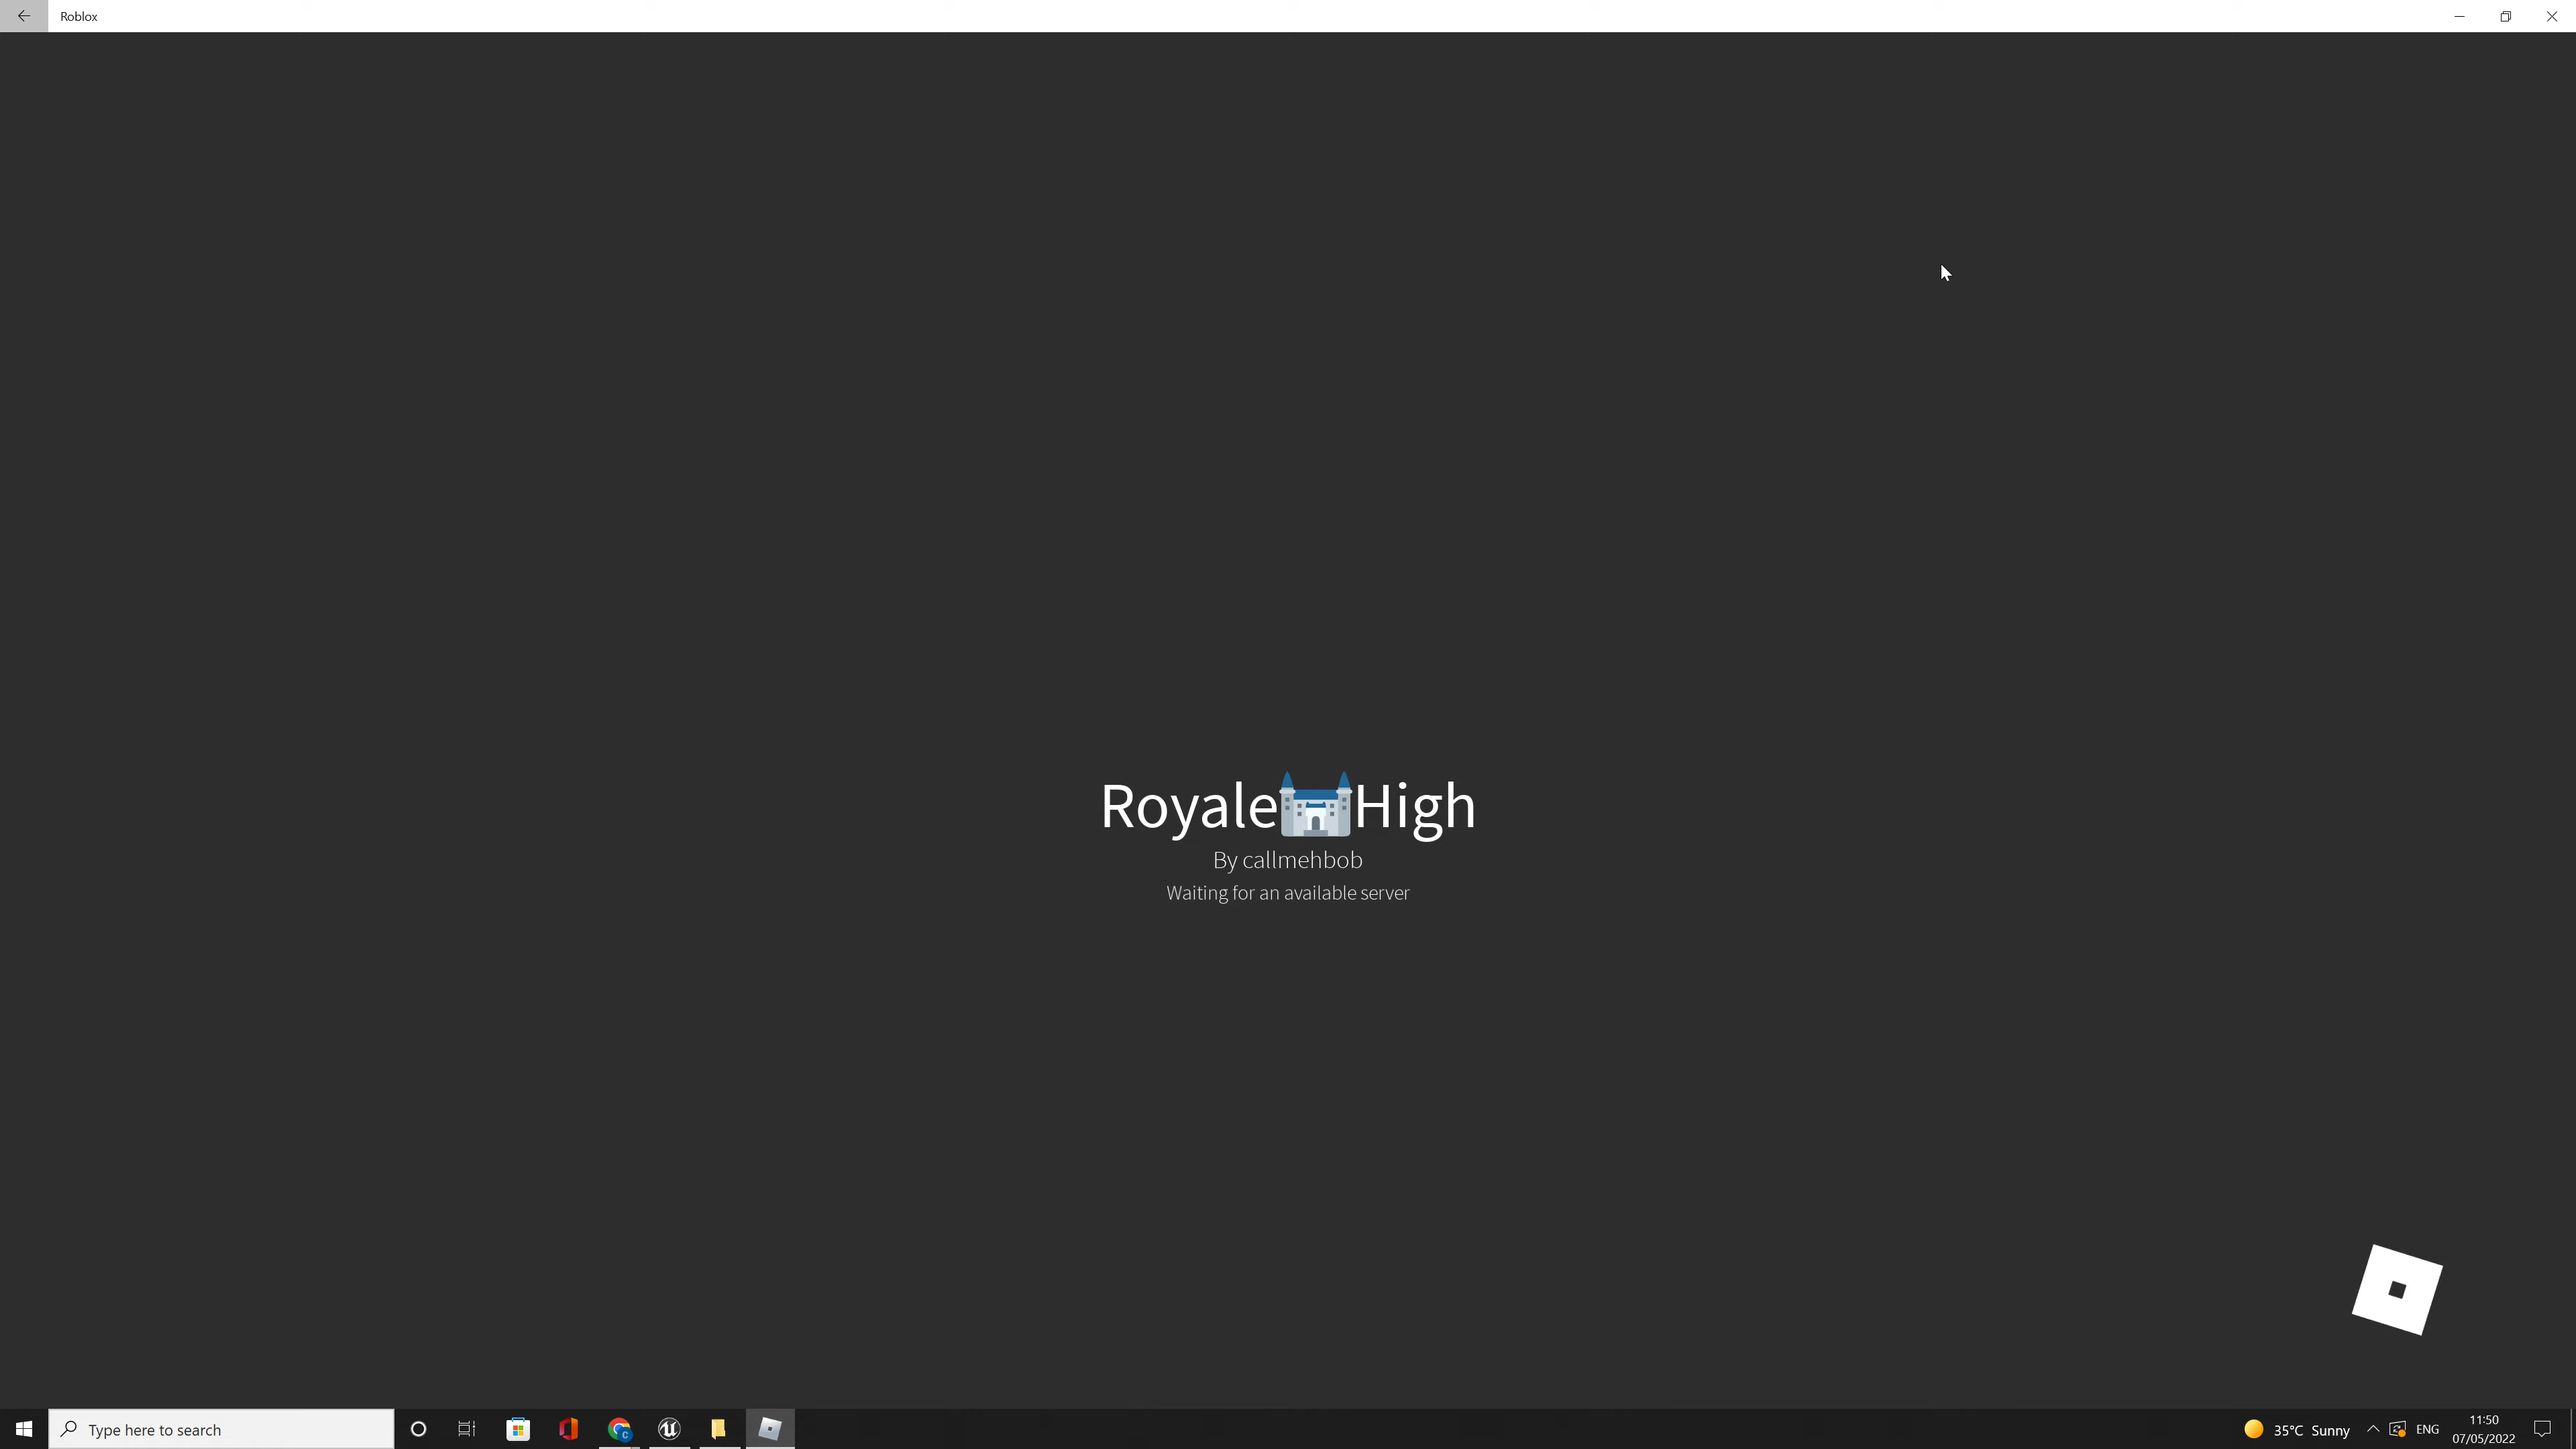 Roblox
Royale🏰High
By callmehbob
Waiting for an available server
Type here to search
35°C Sunny
ENG
11:50
07/05/2022